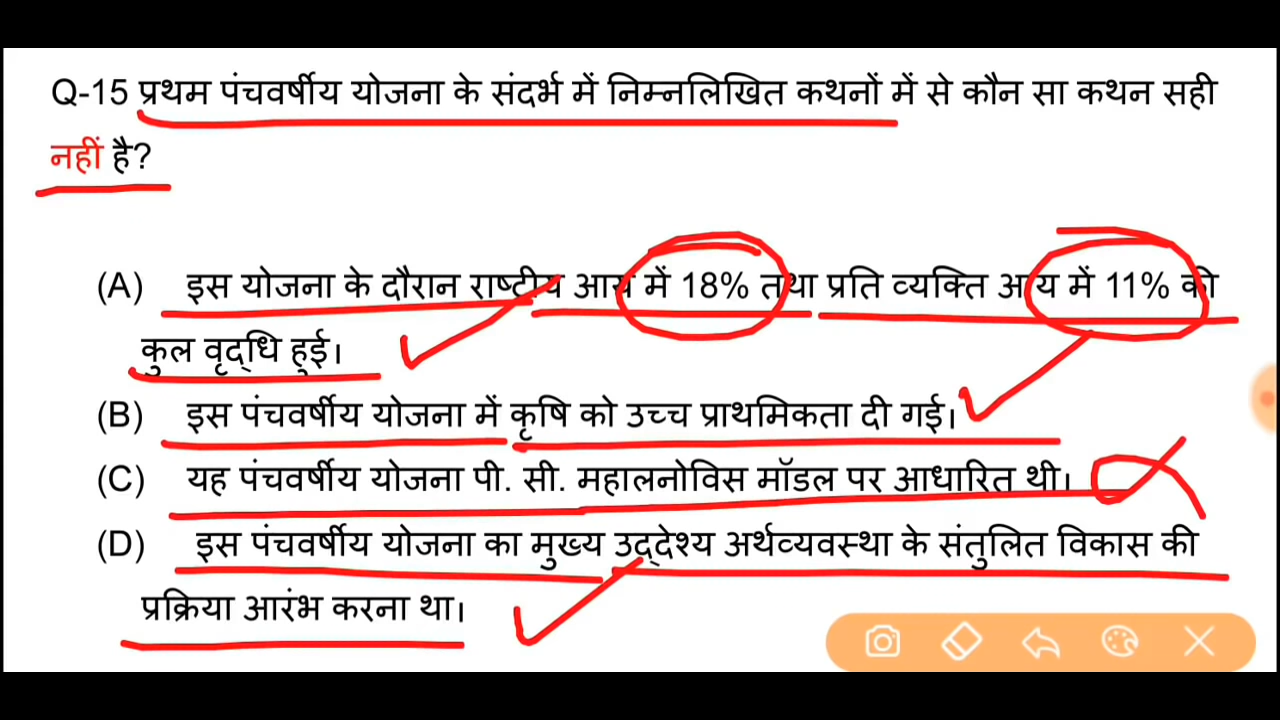 Q-15 प्रथम पंचवर्षीय योजना के संदर्भ में निम्नलिखित कथनों में से कौन सा कथन सही
नहीं है?
(A) इस योजना के दौरान राष्ट्रीय आय में 18% तथा प्रति व्यक्ति आय में 11% की
कुल वृद्धि हुई।
(B) इस पंचवर्षीय योजना में कृषि को उच्च प्राथमिकता दी गई।
(C) यह पंचवर्षीय योजना पी. सी. महालनोविस मॉडल पर आधारित थी।
(D) इस पंचवर्षीय योजना का मुख्य उद्देश्य अर्थव्यवस्था के संतुलित विकास की
प्रक्रिया आरंभ करना था।